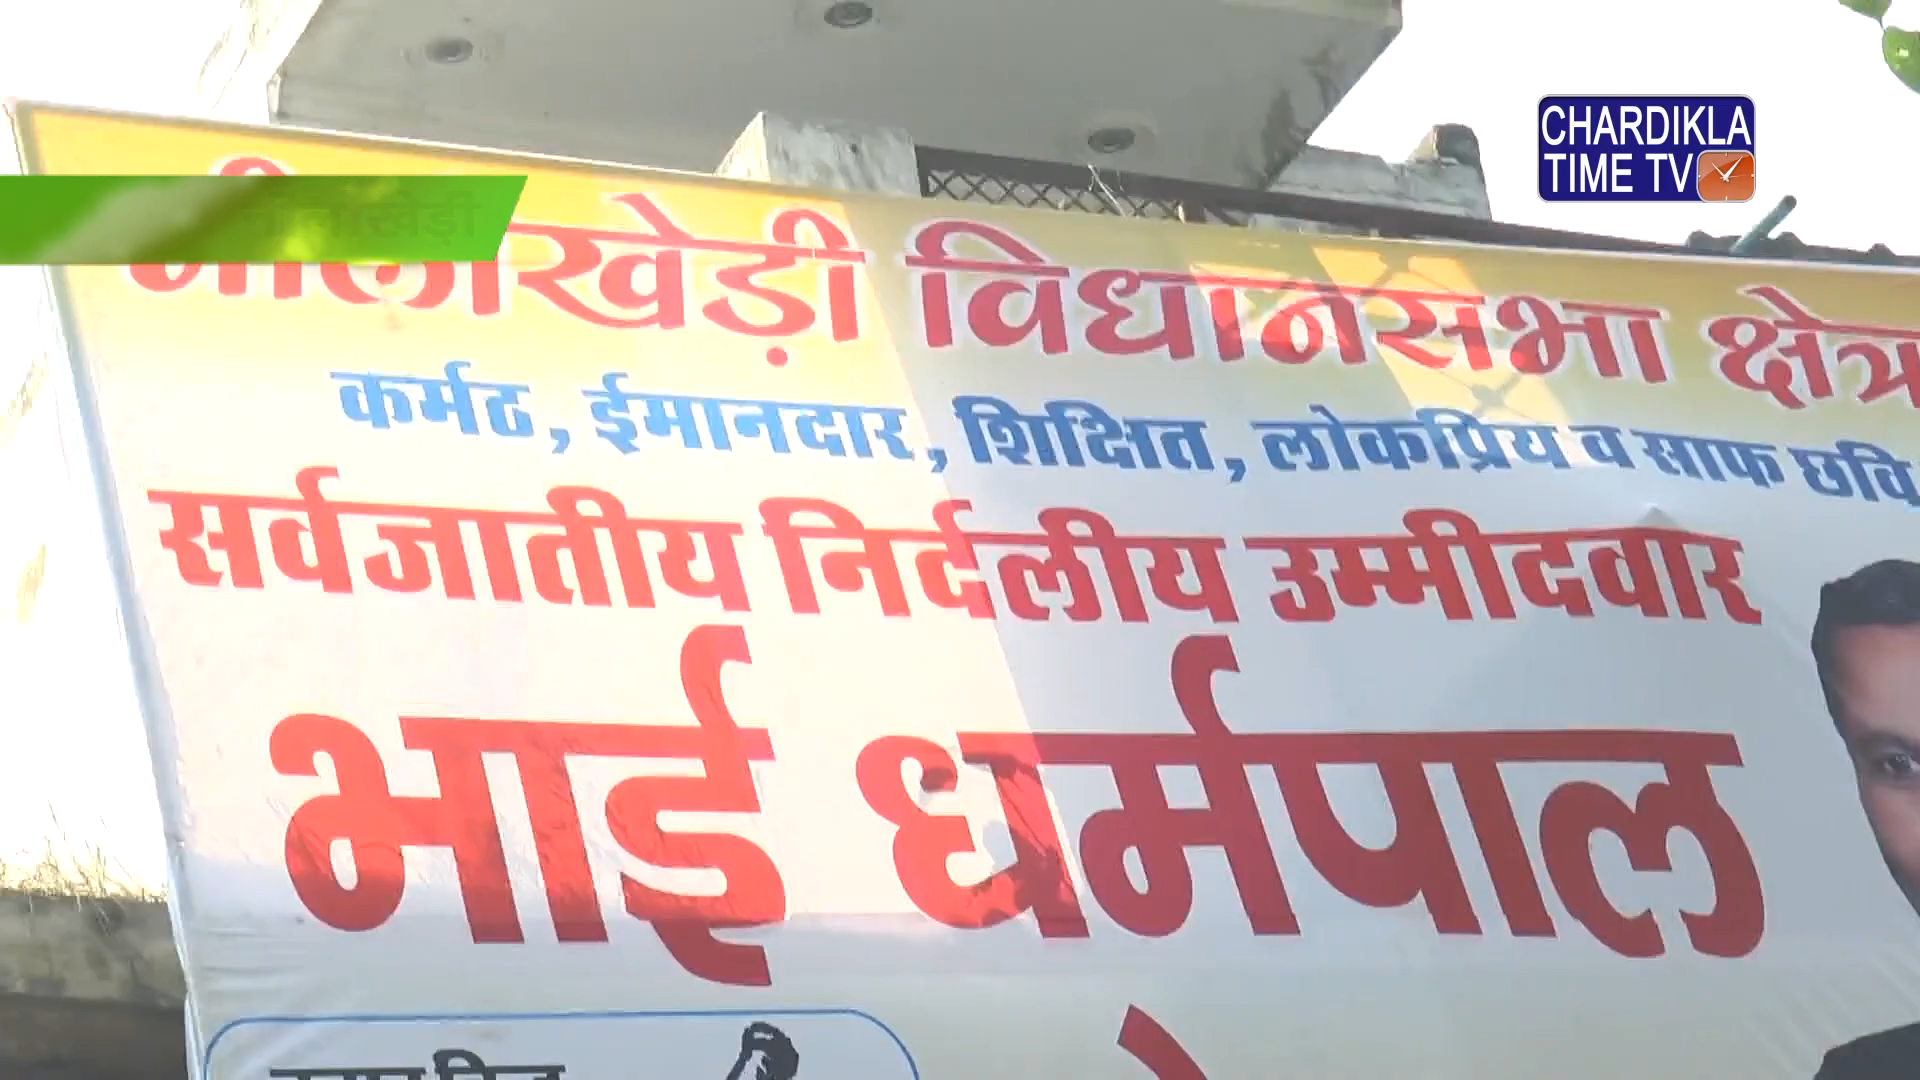 CHARDIKLA
TIME TV
नीलोखेड़ी
नीलोखेड़ी विधानसभा क्षेत्र
कर्मठ, ईमानदार, शिक्षित, लोकप्रिय व साफ छवि
सर्वजातीय निर्दलीय उम्मीदवार
भाई धर्मपाल